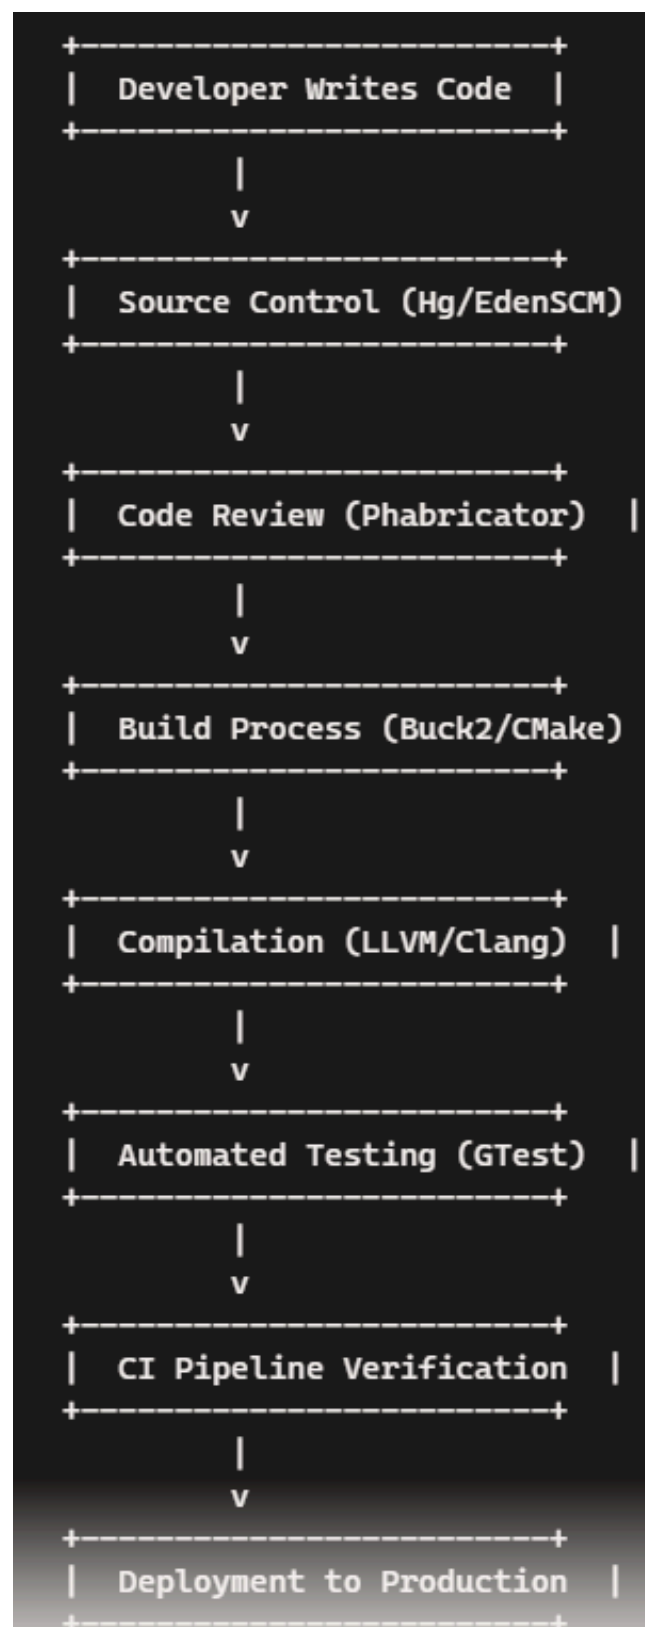 +-------------------------+
|  Developer Writes Code  |
+-------------------------+
         |
         v
+-------------------------+
|  Source Control (Hg/EdenSCM)
+-------------------------+
         |
         v
+-------------------------+
|  Code Review (Phabricator)  |
+-------------------------+
         |
         v
+-------------------------+
|  Build Process (Buck2/CMake)
+-------------------------+
         |
         v
+-------------------------+
|  Compilation (LLVM/Clang)  |
+-------------------------+
         |
         v
+-------------------------+
|  Automated Testing (GTest)  |
+-------------------------+
         |
         v
+-------------------------+
|  CI Pipeline Verification  |
+-------------------------+
         |
         v
+-------------------------+
|  Deployment to Production  |
+-------------------------+